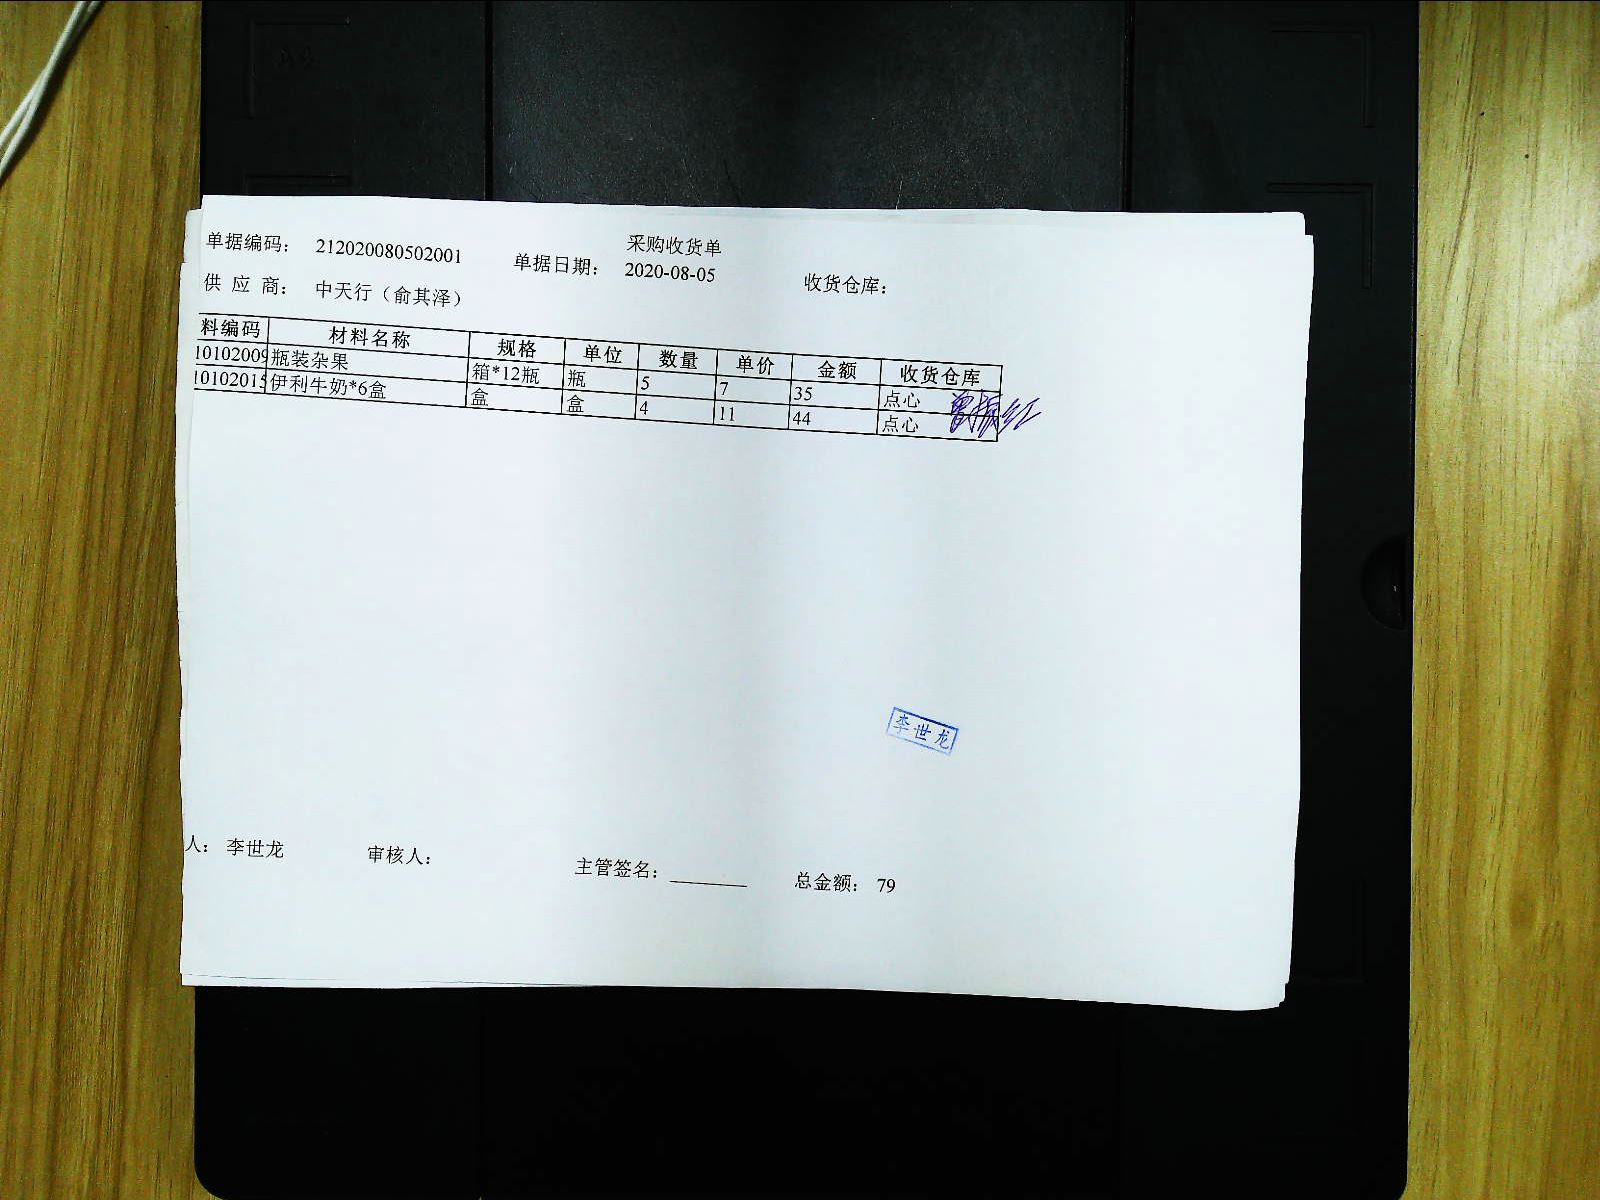 采购收货单
单据编码： 212020080502001 单据日期： 2020-08-05 收货仓库：
供 应 商： 中天行（俞其泽）
料编码 材料名称 规格 单位 数量 单价 金额 收货仓库
10102009 瓶装杂果 箱*12瓶 瓶 5 7 35 点心
10102015 伊利牛奶*6盒 盒 盒 4 11 44 点心
曾振红
李世龙
人： 李世龙 审核人： 主管签名： 总金额： 79